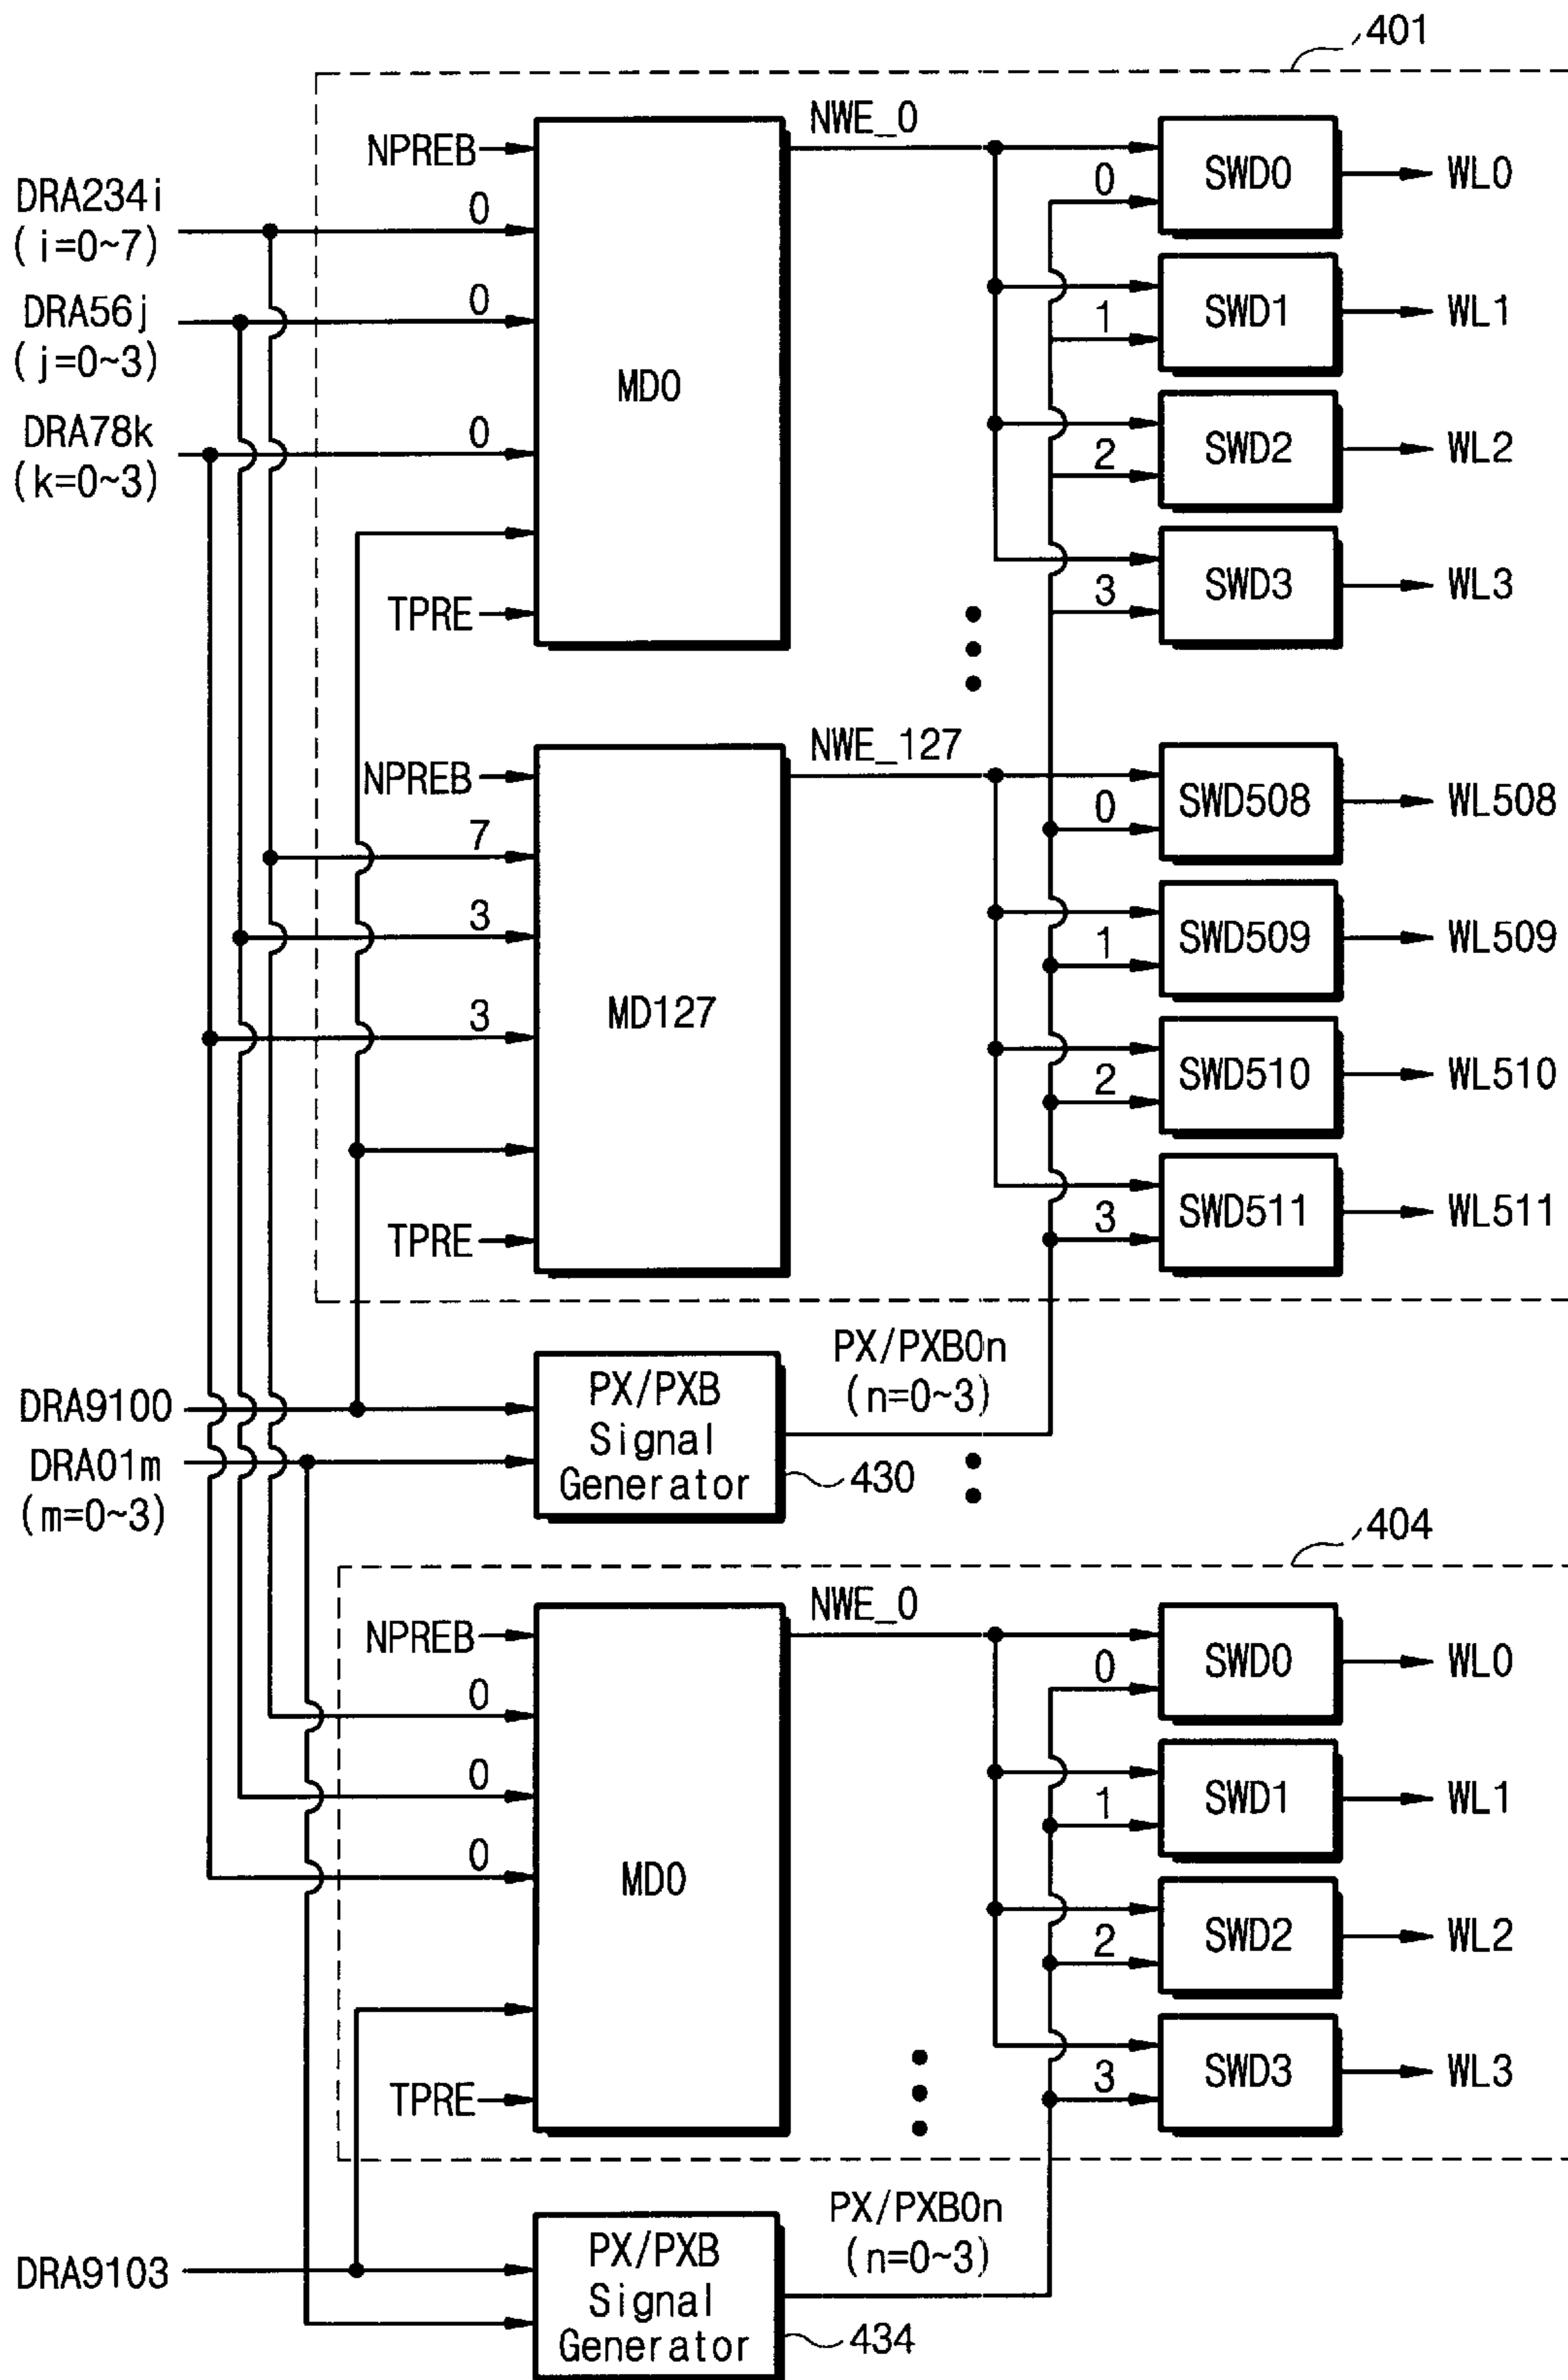 401
NPREB
NWE_0
0
SWD0
WL0
DRA234i
(i=0~7)
0
1
SWD1
WL1
DRA56j
(j=0~3)
0
MD0
2
SWD2
WL2
DRA78k
(k=0~3)
0
3
SWD3
WL3
TPRE
NPREB
NWE_127
0
SWD508
WL508
7
1
SWD509
WL509
3
MD127
3
2
SWD510
WL510
3
SWD511
WL511
TPRE
DRA9100
DRA01m
(m=0~3)
PX/PXB
Signal
Generator
PX/PXB0n
(n=0~3)
430
404
NPREB
NWE_0
0
SWD0
WL0
0
0
1
SWD1
WL1
0
MD0
2
SWD2
WL2
3
SWD3
WL3
TPRE
DRA9103
PX/PXB
Signal
Generator
PX/PXB0n
(n=0~3)
434